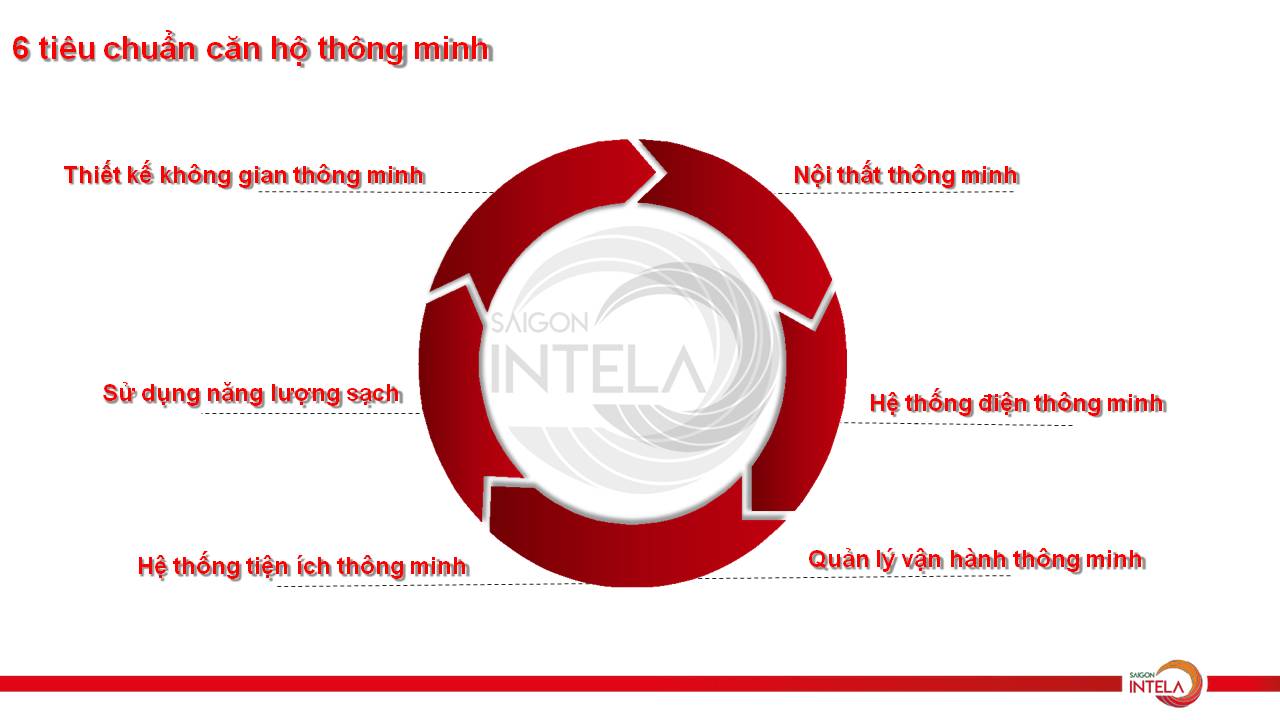 6 tiêu chuẩn căn hộ thông minh
Thiết kế không gian thông minh
Nội thất thông minh
SAIGON
INTELA
Sử dụng năng lượng sạch
Hệ thống điện thông minh
Hệ thống tiện ích thông minh
Quản lý vận hành thông minh
SAIGON
INTELA